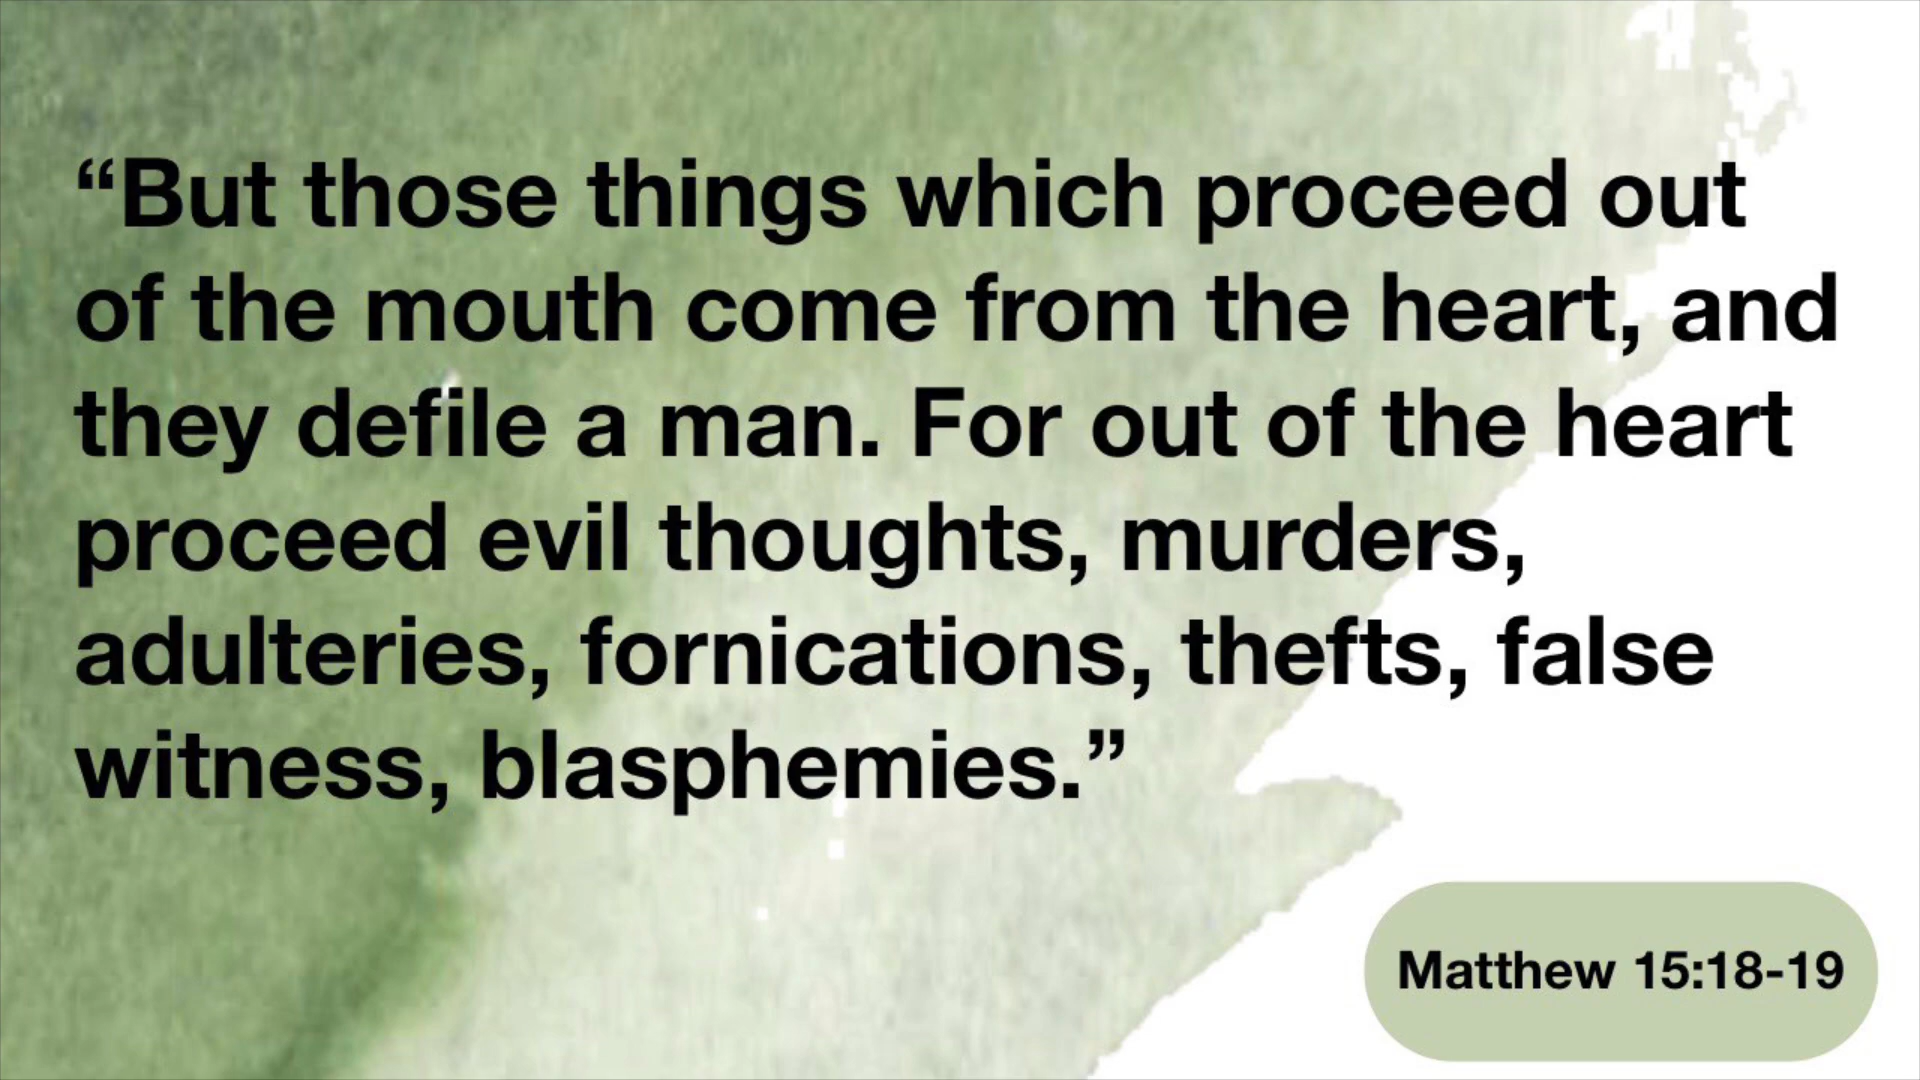 “But those things which proceed out
of the mouth come from the heart, and
they defile a man. For out of the heart
proceed evil thoughts, murders,
adulteries, fornications, thefts, false
witness, blasphemies.”
Matthew 15:18-19